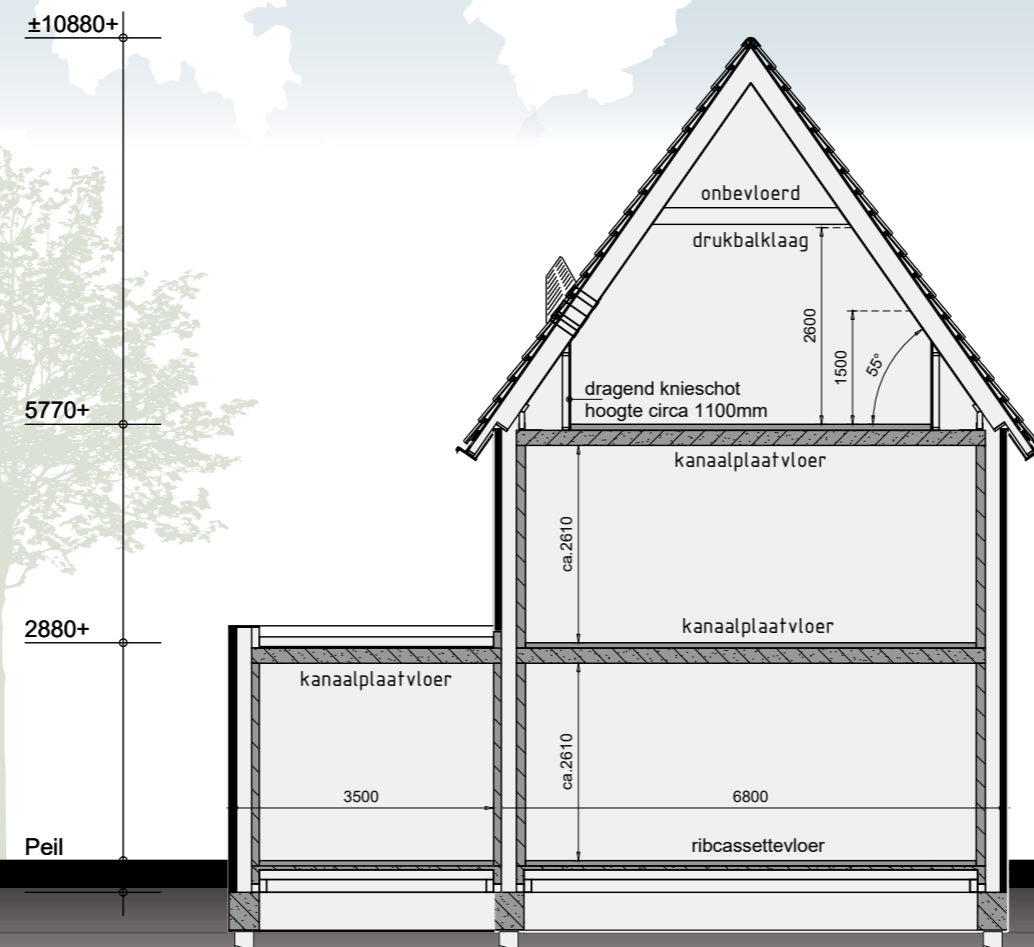 ±10880+
onbevloerd
drukbalklaag
2600
1500
55°
dragend knieschot
hoogte circa 1100mm
5770+
kanaalplaatvloer
ca.2610
2880+
kanaalplaatvloer
kanaalplaatvloer
ca.2610
3500
6800
Peil
ribcassettevloer